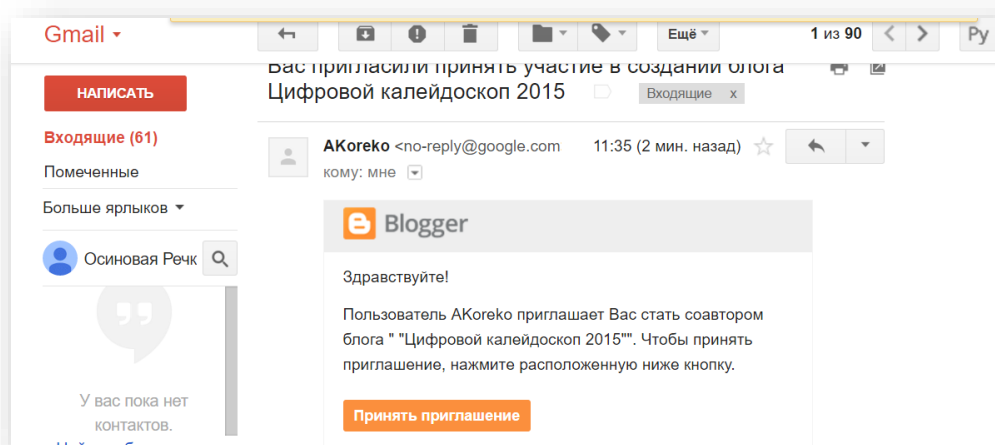 Gmail
Ещё
1 из 90
Ру
НАПИСАТЬ
Входящие (61)
Помеченные
Больше ярлыков
Осиновая Речк
У вас пока нет
контактов.
Вас пригласили принять участие в создании блога
Цифровой калейдоскоп 2015
Входящие x
AKoreko <no-reply@google.com 11:35 (2 мин. назад)
кому: мне
Blogger
Здравствуйте!
Пользователь AKoreko приглашает Вас стать соавтором
блога " "Цифровой калейдоскоп 2015"". Чтобы принять
приглашение, нажмите расположенную ниже кнопку.
Принять приглашение